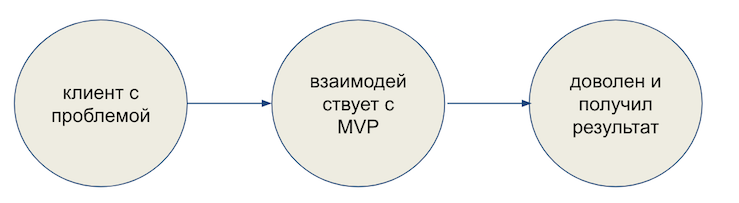 клиент с
проблемой
взаимодей
ствует с
MVP
доволен и
получил
результат